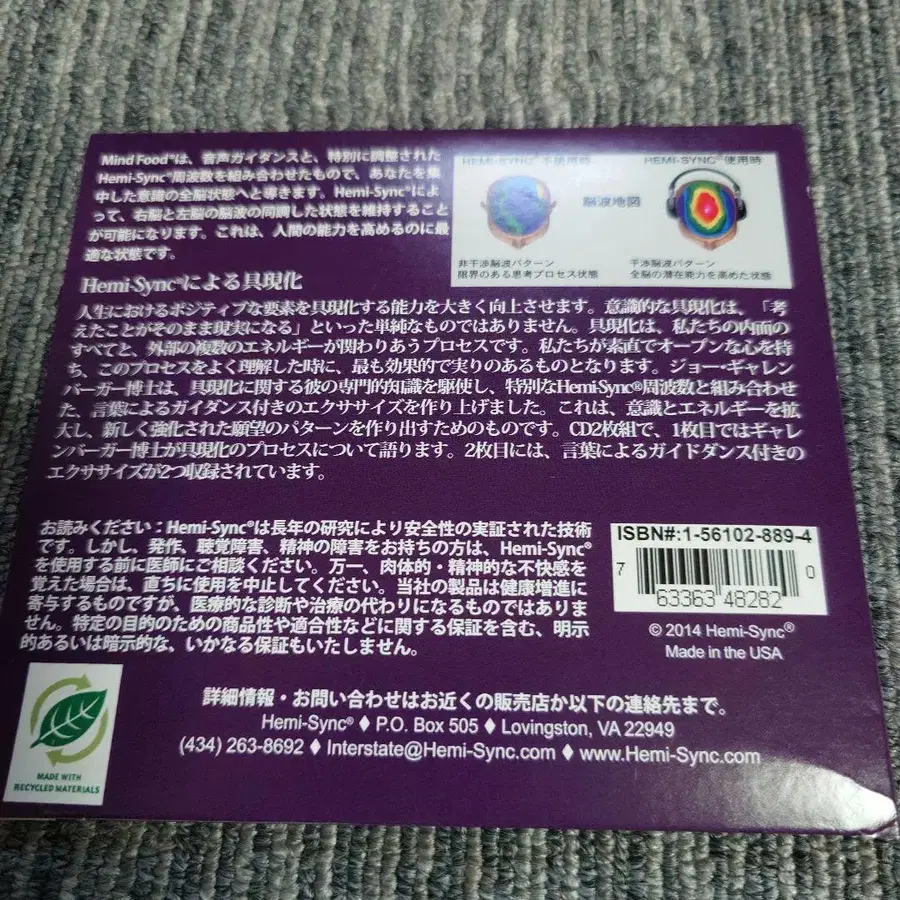 Mind Food®は、音声ガイダンスと、特別に調整された
Hemi-Sync®周波数を組み合わせたもので、あなたを集
中した意識の全脳状態へと導きます。Hemi-Sync®によ
って、右脳と左脳の脳波の同調した状態を維持すること
が可能になります。これは、人間の能力を高めるのに最
適な状態です。
HEMI-SYNC® 不使用時
HEMI-SYNC® 使用時
脳波地図
非干渉脳波パターン
限界のある思考プロセス状態
干渉脳波パターン
全脳の潜在能力を高めた状態
Hemi-Sync®による具現化
人生におけるポジティブな要素を具現化する能力を大きく向上させます。意識的な具現化は、「考
えたことがそのまま現実になる」といった単純なものではありません。具現化は、私たちの内面の
すべてと、外部の複数のエネルギーが関わりあうプロセスです。私たちが素直でオープンな心を持
ち、このプロセスをよく理解した時に、最も効果的で実りのあるものとなります。ジョー・ギャレン
バーガー博士は、具現化に関する彼の専門的知識を駆使し、特別なHemi-Sync®周波数と組み合わせ
た、言葉によるガイダンス付きのエクササイズを作り上げました。これは、意識とエネルギーを拡
大し、新しく強化された願望のパターンを作り出すためのものです。CD2枚組で、1枚目ではギャレ
ンバーガー博士が具現化のプロセスについて語ります。2枚目には、言葉によるガイドダンス付きの
エクササイズが2つ収録されています。
お読みください：Hemi-Sync®は長年の研究により安全性の実証された技術
です。しかし、発作、聴覚障害、精神の障害をお持ちの方は、Hemi-Sync®
を使用する前に医師にご相談ください。万一、肉体的・精神的な不快感を
覚えた場合は、直ちに使用を中止してください。当社の製品は健康増進に
寄与するものですが、医療的な診断や治療の代わりになるものではありま
せん。特定の目的のための商品性や適合性などに関する保証を含む、明示
的あるいは暗示的な、いかなる保証もいたしません。
ISBN#:1-56102-889-4
7 63363 48282 0
© 2014 Hemi-Sync®
Made in the USA
詳細情報・お問い合わせはお近くの販売店か以下の連絡先まで。
Hemi-Sync® ♦ P.O. Box 505 ♦ Lovingston, VA 22949
(434) 263-8692 ♦ Interstate@Hemi-Sync.com ♦ www.Hemi-Sync.com
MADE WITH
RECYCLED MATERIALS